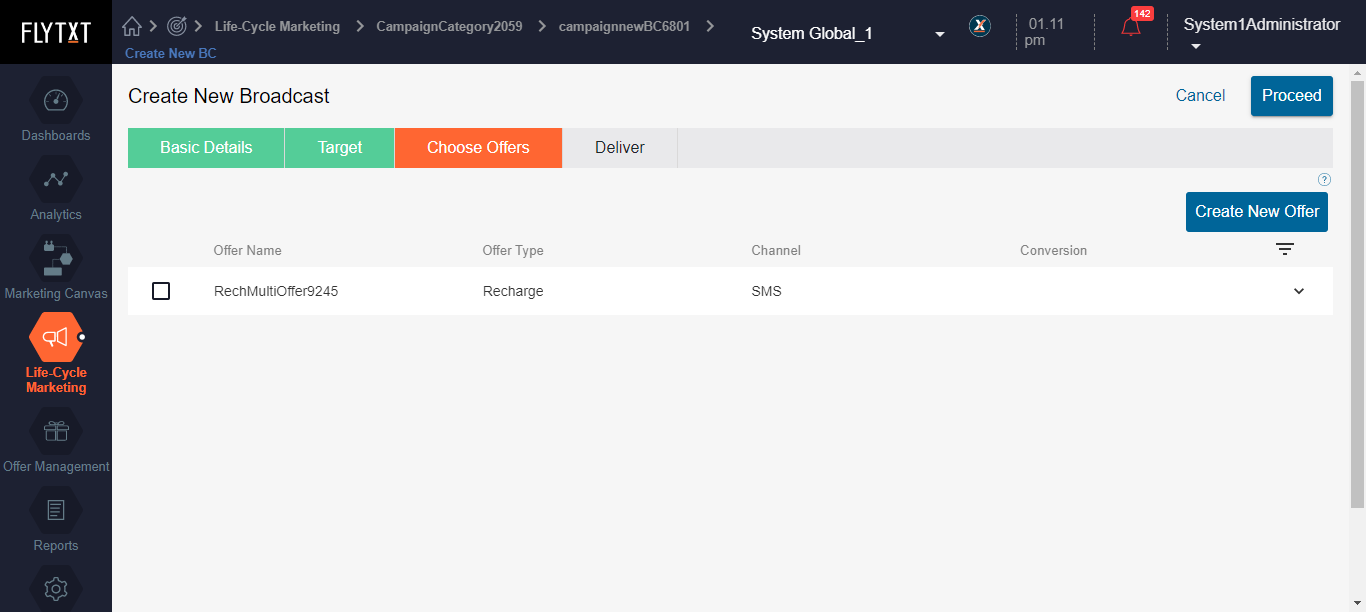 FLYTXT
Life-Cycle Marketing
CampaignCategory2059
campaignnewBC6801
Create New BC
System Global_1
X
01.11
pm
142
System1Administrator
Dashboards
Analytics
Marketing Canvas
Life-Cycle
Marketing
Offer Management
Reports
Create New Broadcast
Cancel
Proceed
Basic Details
Target
Choose Offers
Deliver
?
Create New Offer
Offer Name
Offer Type
Channel
Conversion
RechMultiOffer9245
Recharge
SMS